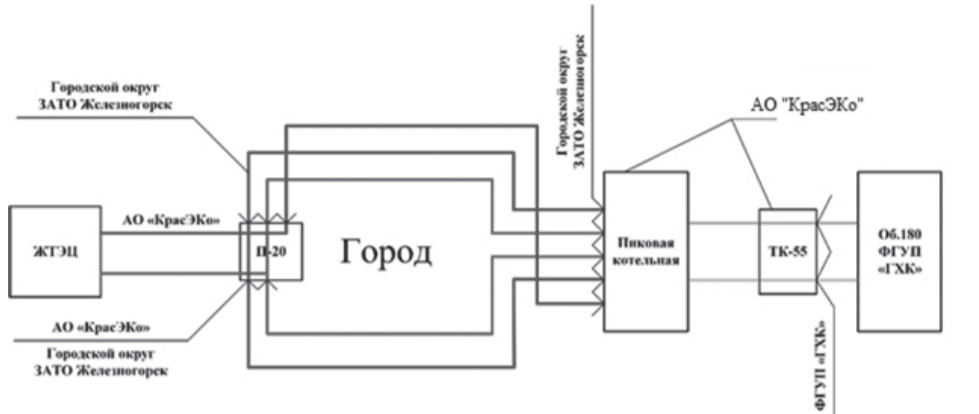 Городской округ
ЗАТО Железногорск
Городской округ
ЗАТО Железногорск
АО "КрасЭКо"
ЖТЭЦ
АО «КрасЭКо»
П-20
Город
Пиковая
котельная
ТК-55
Об.180
ФГУП
«ГХК»
АО «КрасЭКо»
Городской округ
ЗАТО Железногорск
ФГУП «ГХК»